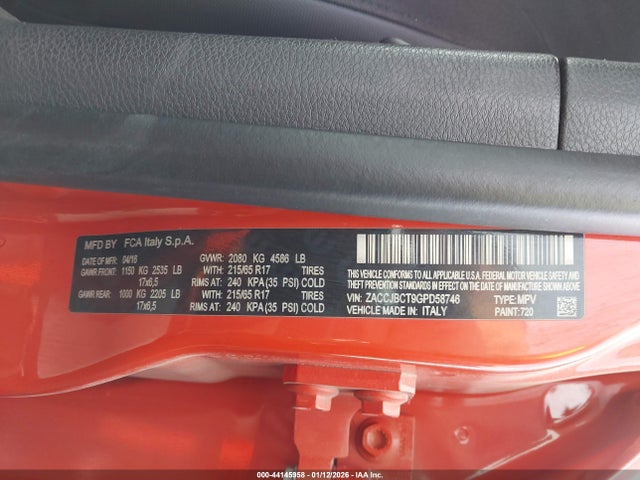 MFD BY FCA Italy S.p.A.
DATE OF MFR: 04/16 GVWR: 2080 KG 4586 LB
GAWR FRONT: 1150 KG 2535 LB WITH: 215/65 R17 TIRES
17x6,5 RIMS AT: 240 KPA (35 PSI) COLD
GAWR REAR: 1000 KG 2205 LB WITH: 215/65 R17 TIRES
17x6,5 RIMS AT: 240 KPA (35 PSI) COLD
THIS VEHICLE CONFORMS TO ALL APPLICABLE U.S.A. FEDERAL MOTOR VEHICLE
SAFETY, BUMPER, AND THEFT PREVENTION STANDARDS IN
EFFECT ON THE DATE OF MANUFACTURE SHOWN ABOVE.
VIN: ZACCJBCT9GPD58746 TYPE: MPV
VEHICLE MADE IN: ITALY PAINT: 720
000-44145958 - 01/12/2026 - IAA Inc.